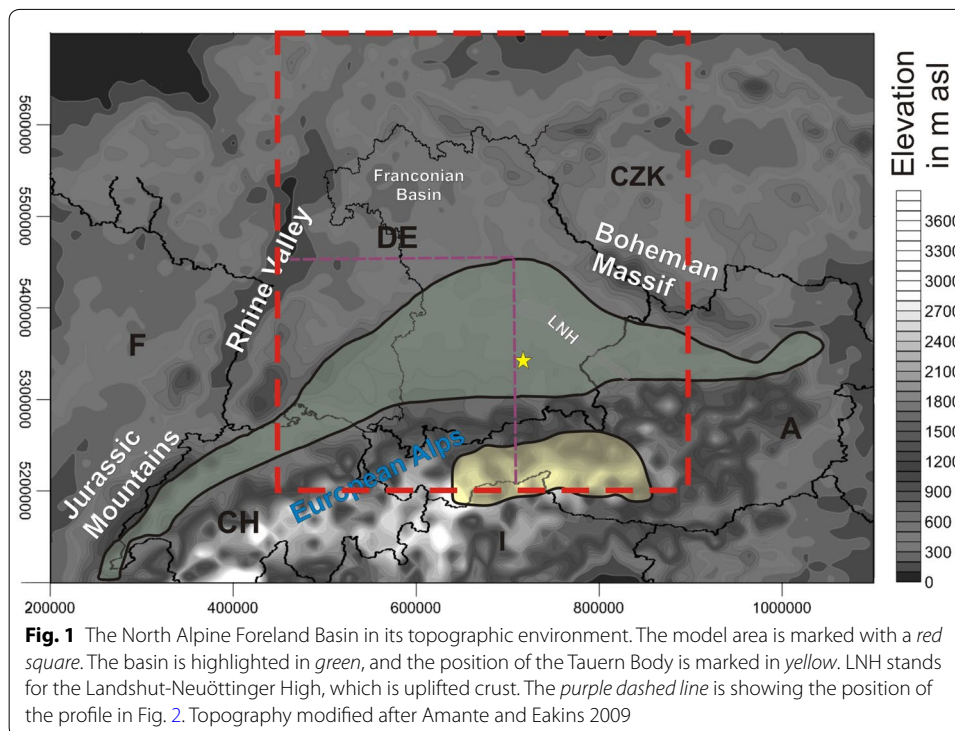 5600000
5500000
5400000
5300000
5200000
Franconian
Basin
CZK
DE
Rhine Valley
Bohemian
Massif
LNH
F
Jurassic
Mountains
European Alps
A
CH
I
200000
400000
600000
800000
1000000
Elevation
in m asl
3600
3300
3000
2700
2400
2100
1800
1500
1200
900
600
300
0
Fig. 1 The North Alpine Foreland Basin in its topographic environment. The model area is marked with a red
square. The basin is highlighted in green, and the position of the Tauern Body is marked in yellow. LNH stands
for the Landshut-Neuöttinger High, which is uplifted crust. The purple dashed line is showing the position of
the profile in Fig. 2. Topography modified after Amante and Eakins 2009